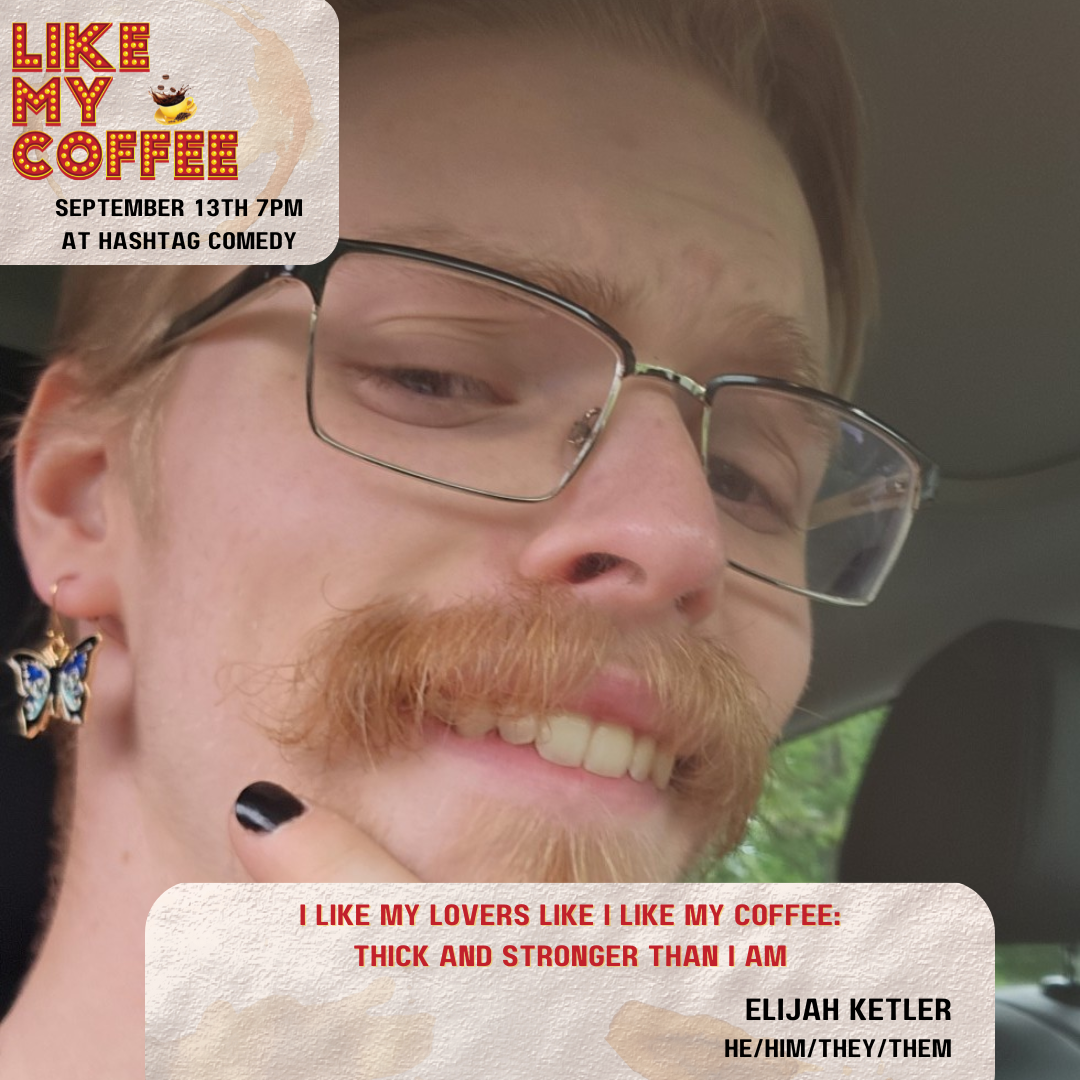 LIKE
MY
COFFEE
SEPTEMBER 13TH 7PM
AT HASHTAG COMEDY
I LIKE MY LOVERS LIKE I LIKE MY COFFEE:
THICK AND STRONGER THAN I AM
ELIJAH KETLER
HE/HIM/THEY/THEM